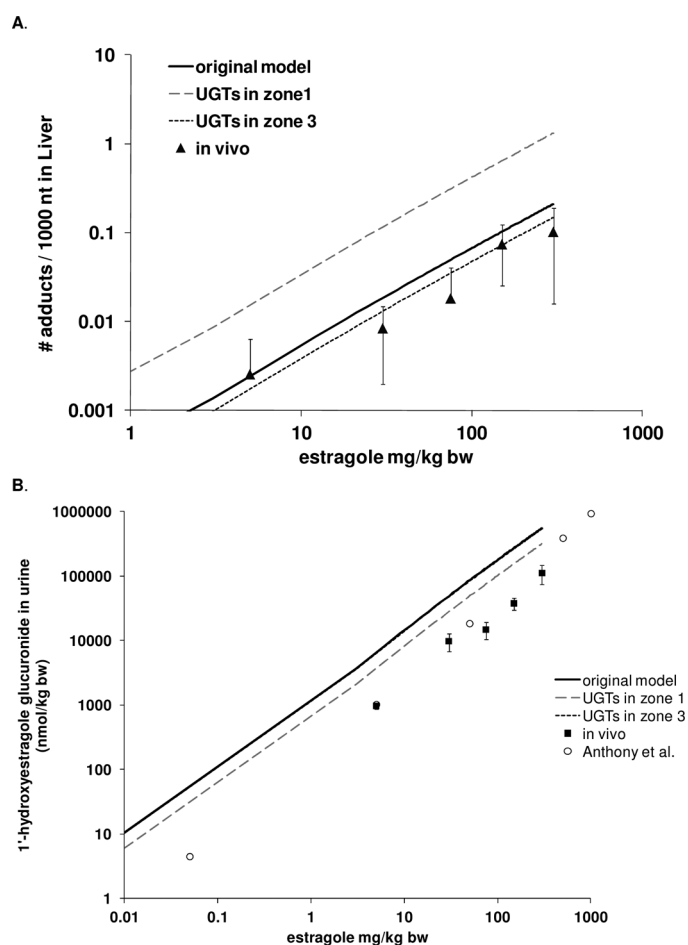 A.
10
1
0.1
0.01
0.001
# adducts / 1000 nt in Liver
original model
UGTs in zone1
UGTs in zone 3
in vivo
1
10
100
1000
estragole mg/kg bw
B.
1000000
100000
10000
1000
100
10
1
1'-hydroxyestragole glucuronide in urine
(nmol/kg bw)
original model
UGTs in zone 1
UGTs in zone 3
in vivo
Anthony et al.
0.01
0.1
1
10
100
1000
estragole mg/kg bw